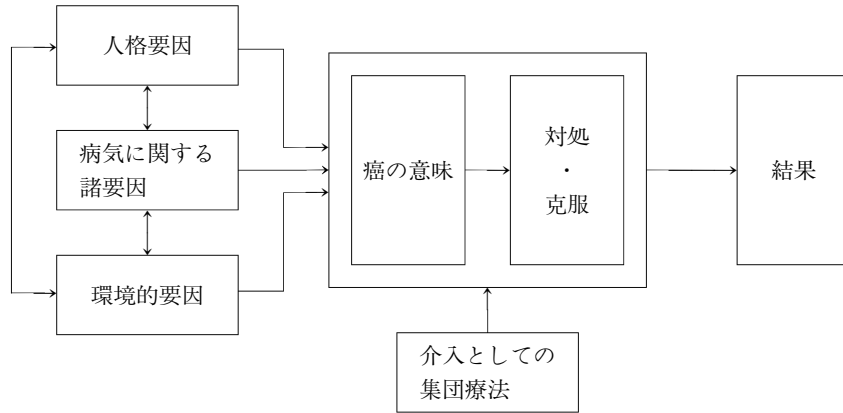 人格要因
病気に関する
諸要因
環境的要因
癌の意味
対処
・
克服
結果
介入としての
集団療法